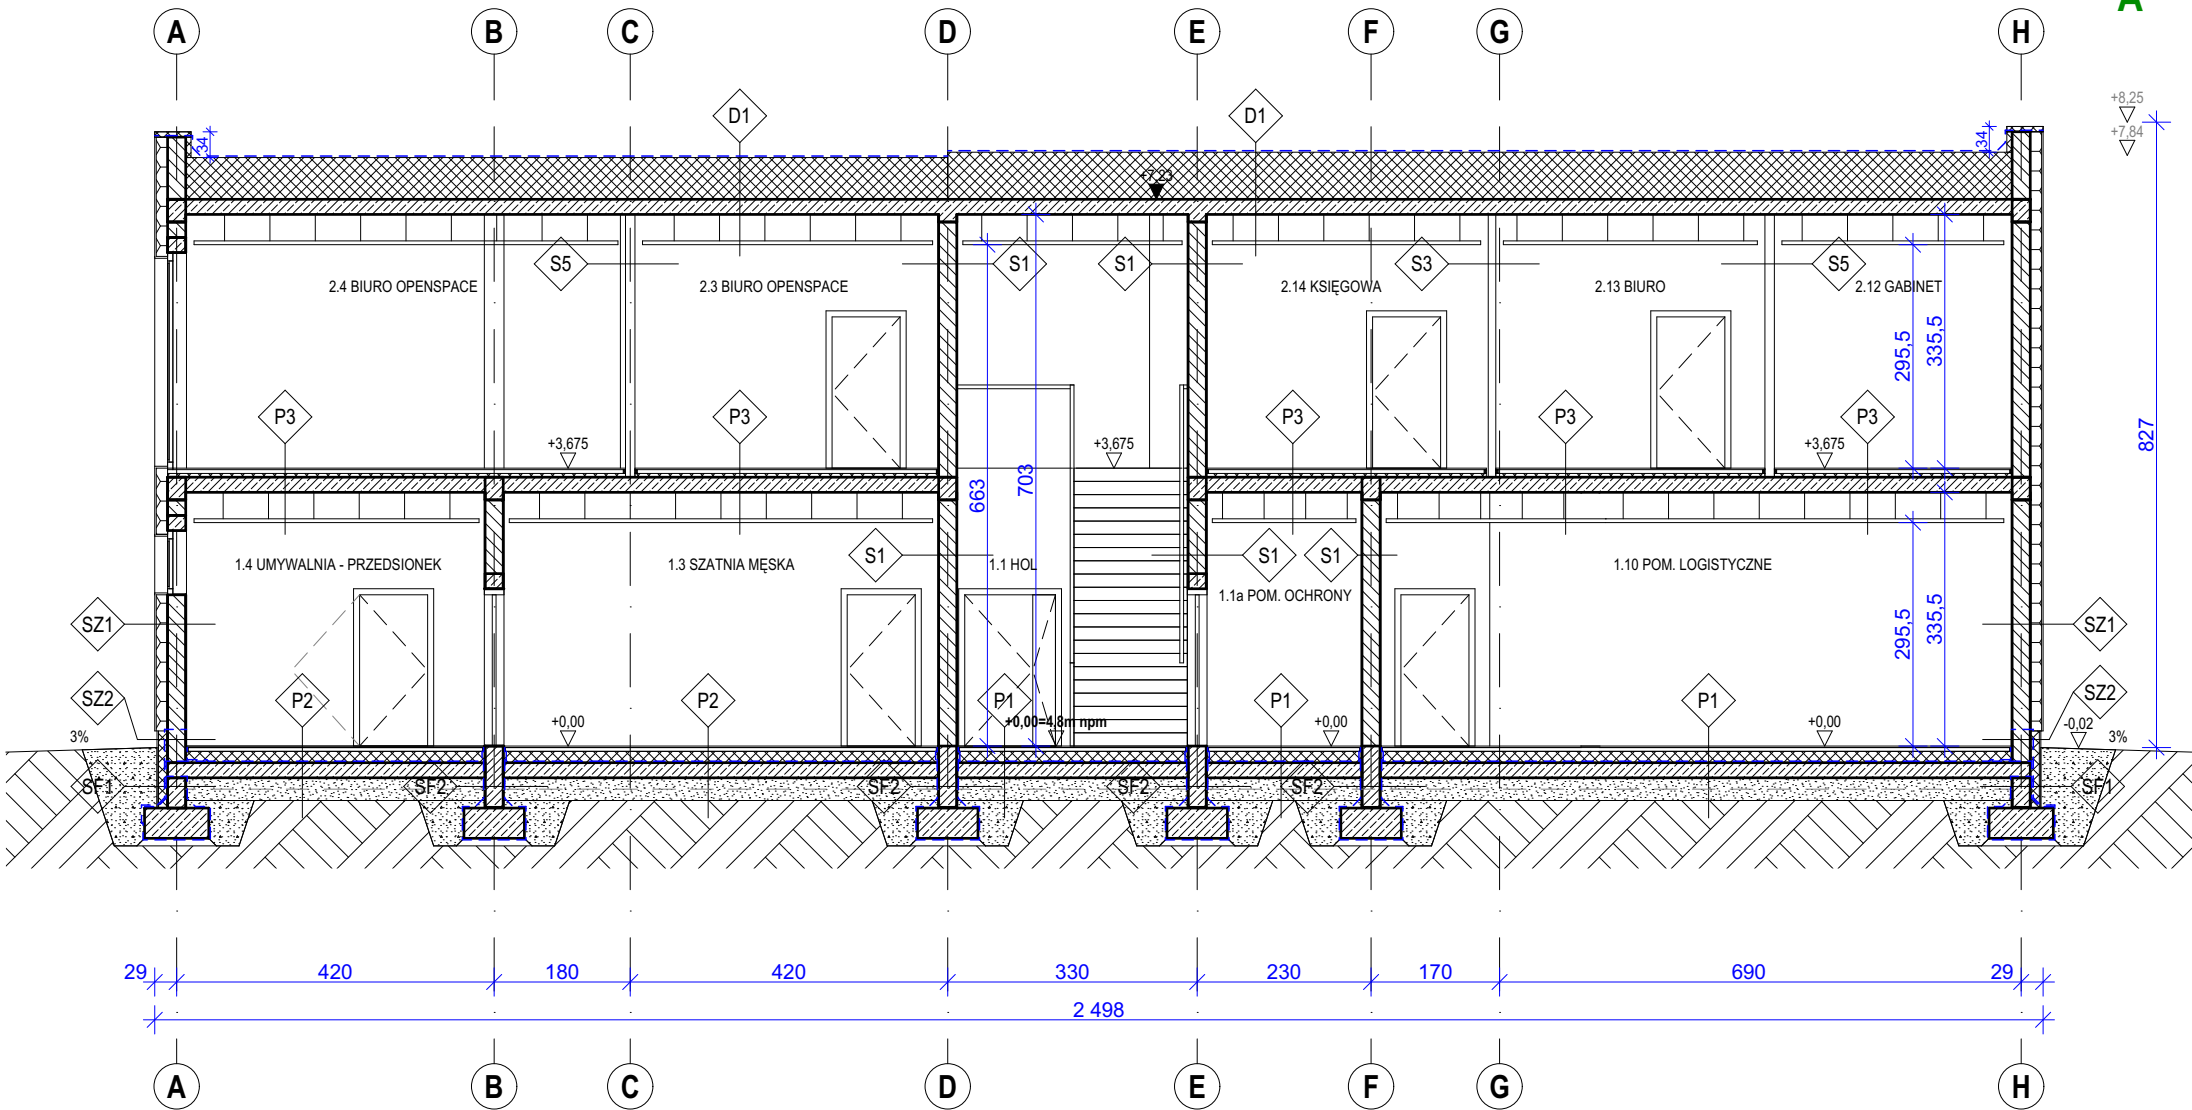 A
A B C D E F G H
+8,25
+7,84
D1 D1
34 34
+7,23
S5 S1 S1 S3 S5
2.4 BIURO OPENSPACE 2.3 BIURO OPENSPACE 2.14 KSIĘGOWA 2.13 BIURO 2.12 GABINET
295,5 335,5
P3 P3 P3 P3 P3
827
+3,675 +3,675 +3,675
663 703
S1 S1 S1
1.4 UMYWALNIA - PRZEDSIONEK 1.3 SZATNIA MĘSKA 1.1 HOL 1.10 POM. LOGISTYCZNE
1.1a POM. OCHRONY
295,5 335,5
SZ1 SZ1
SZ2 SZ2
P2 P2 P1 P1 P1
+0,00 +0,00=4.8m npm +0,00 +0,00 -0,02
3% 3%
SF1 SF2 SF2 SF2 SF2 SF1
29 420 180 420 330 230 170 690 29
2 498
A B C D E F G H